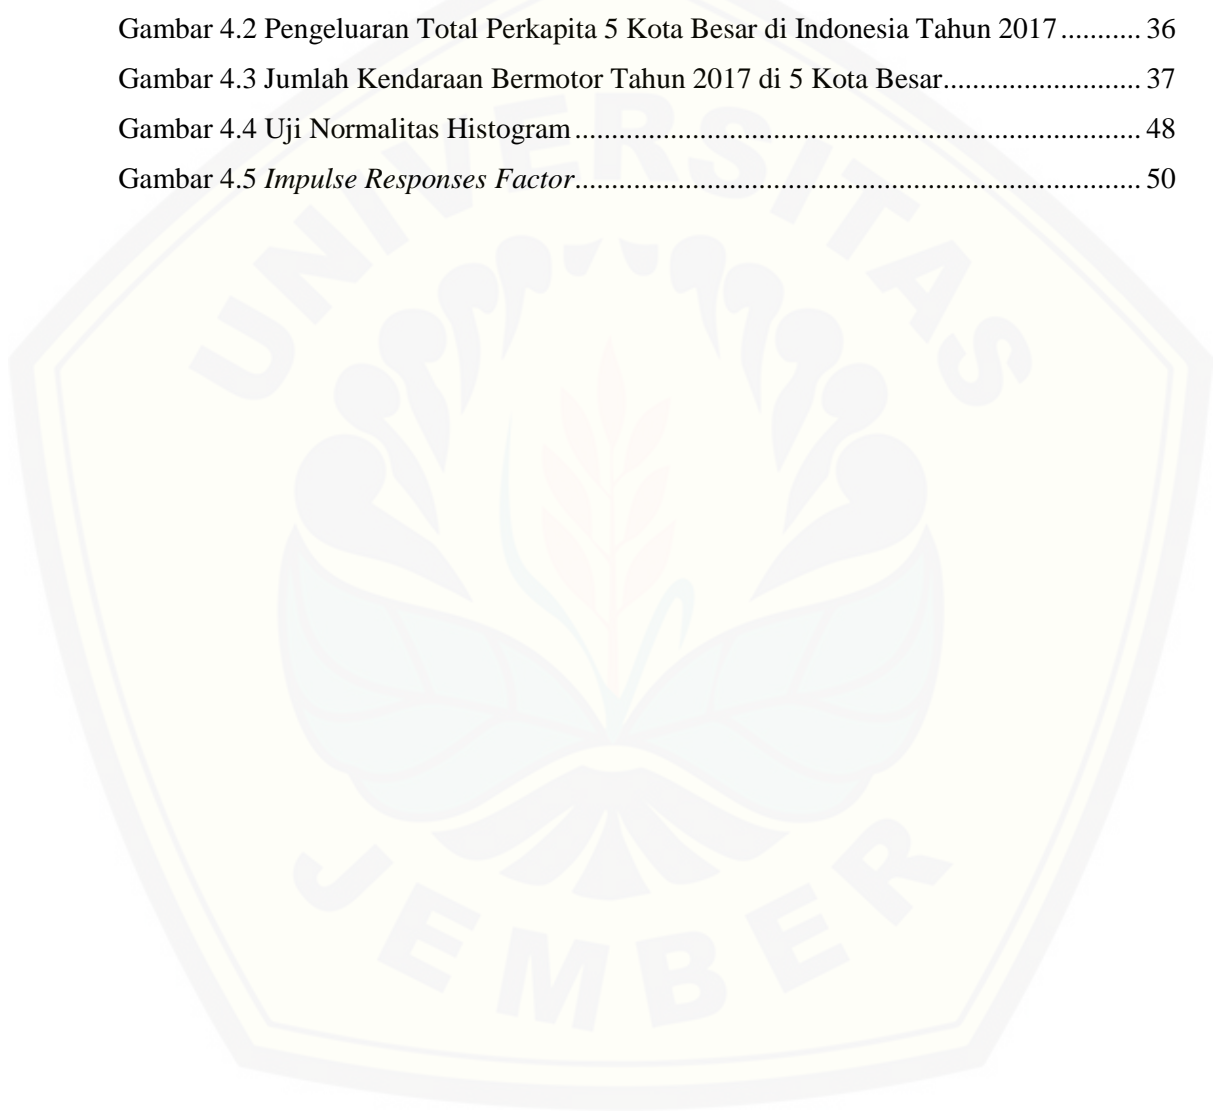 Gambar 4.2 Pengeluaran Total Perkapita 5 Kota Besar di Indonesia Tahun 2017........... 36
Gambar 4.3 Jumlah Kendaraan Bermotor Tahun 2017 di 5 Kota Besar........................... 37
Gambar 4.4 Uji Normalitas Histogram............................................................................. 48
Gambar 4.5 Impulse Responses Factor............................................................................. 50
UNIVERSITAS
JEMBER